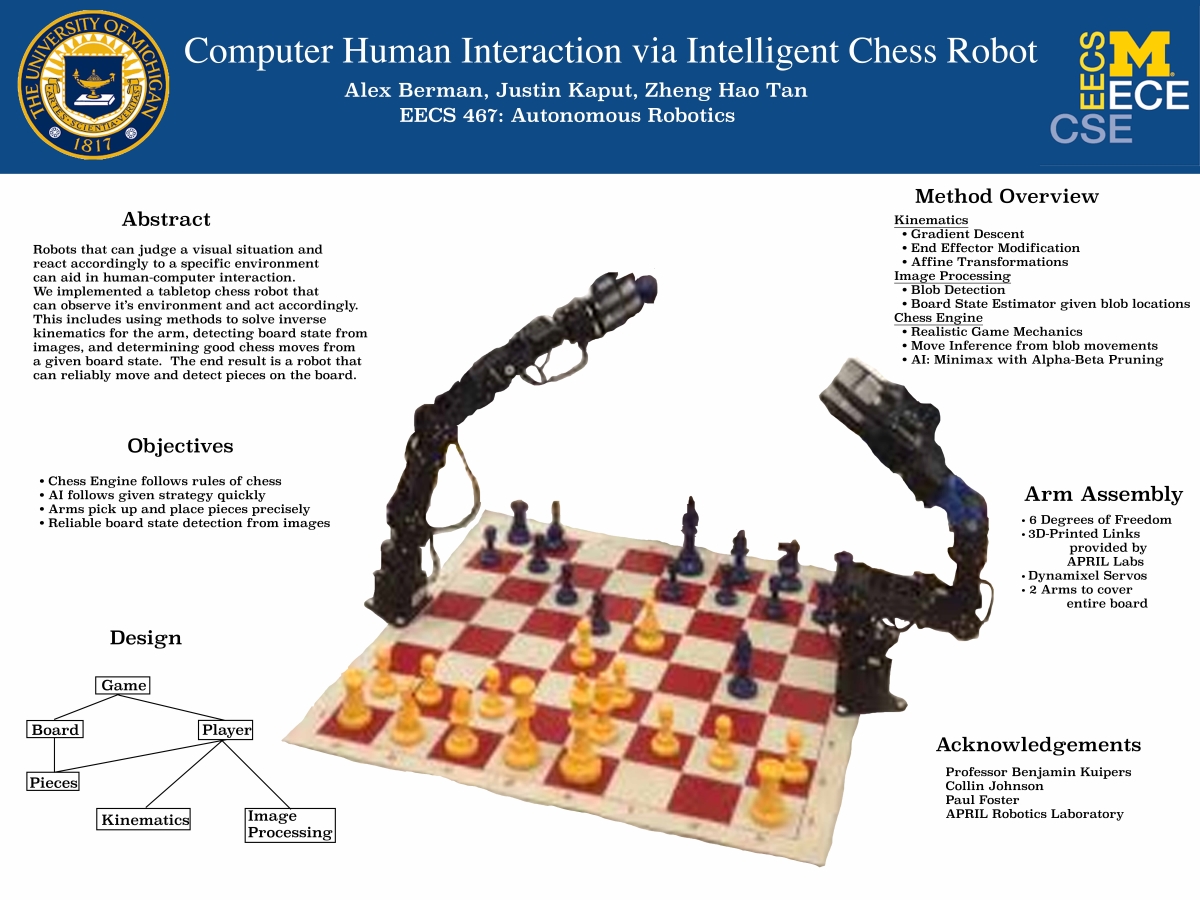 THE UNIVERSITY OF MICHIGAN
ARTES·SCIENTIA·VERITAS
1817
Computer Human Interaction via Intelligent Chess Robot
Alex Berman, Justin Kaput, Zheng Hao Tan
EECS 467: Autonomous Robotics
EECS
M
ECE
CSE
Abstract
Robots that can judge a visual situation and
react accordingly to a specific environment
can aid in human-computer interaction.
We implemented a tabletop chess robot that
can observe it's environment and act accordingly.
This includes using methods to solve inverse
kinematics for the arm, detecting board state from
images, and determining good chess moves from
a given board state.  The end result is a robot that
can reliably move and detect pieces on the board.
Objectives
• Chess Engine follows rules of chess
• AI follows given strategy quickly
• Arms pick up and place pieces precisely
• Reliable board state detection from images
Design
Game
Board
Player
Pieces
Kinematics
Image
Processing
Method Overview
Kinematics
• Gradient Descent
• End Effector Modification
• Affine Transformations
Image Processing
• Blob Detection
• Board State Estimator given blob locations
Chess Engine
• Realistic Game Mechanics
• Move Inference from blob movements
• AI: Minimax with Alpha-Beta Pruning
Arm Assembly
• 6 Degrees of Freedom
• 3D-Printed Links
provided by
APRIL Labs
• Dynamixel Servos
• 2 Arms to cover
entire board
Acknowledgements
Professor Benjamin Kuipers
Collin Johnson
Paul Foster
APRIL Robotics Laboratory